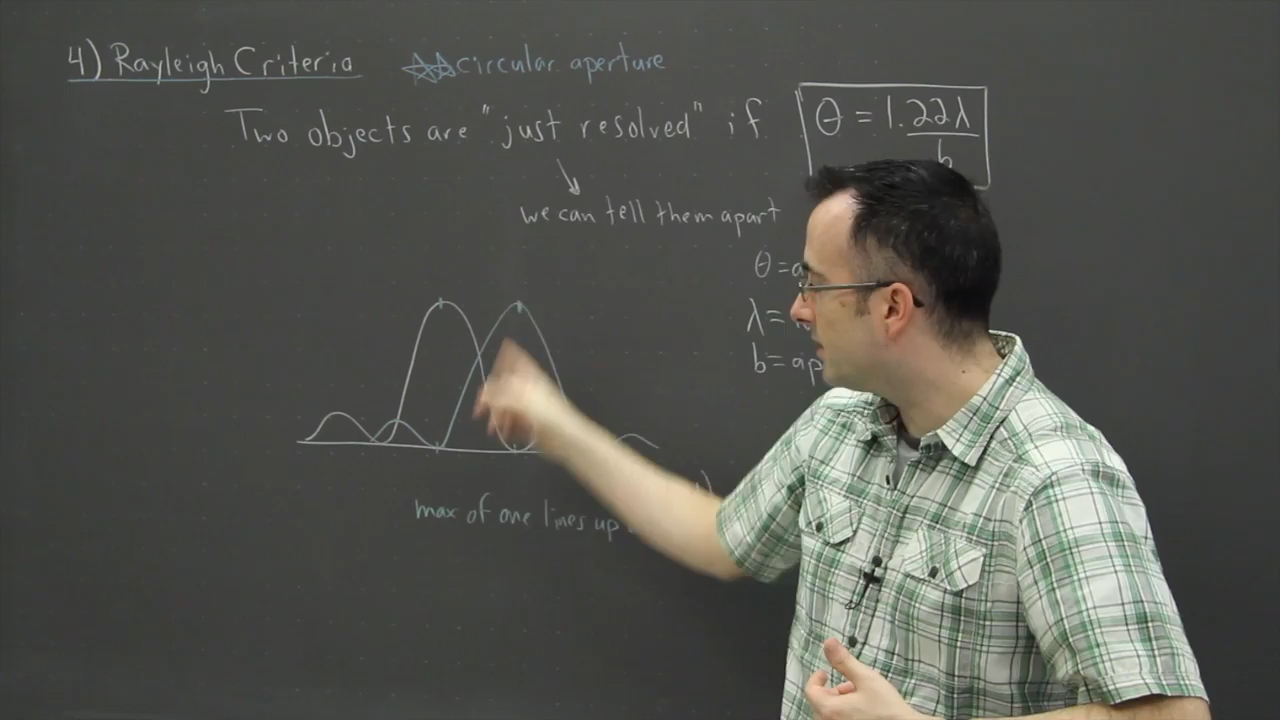 4) Rayleigh Criteria circular aperture
Two objects are "just resolved" if θ = 1.22λ/b
we can tell them apart
θ = a
λ =
b = ap
max of one lines up